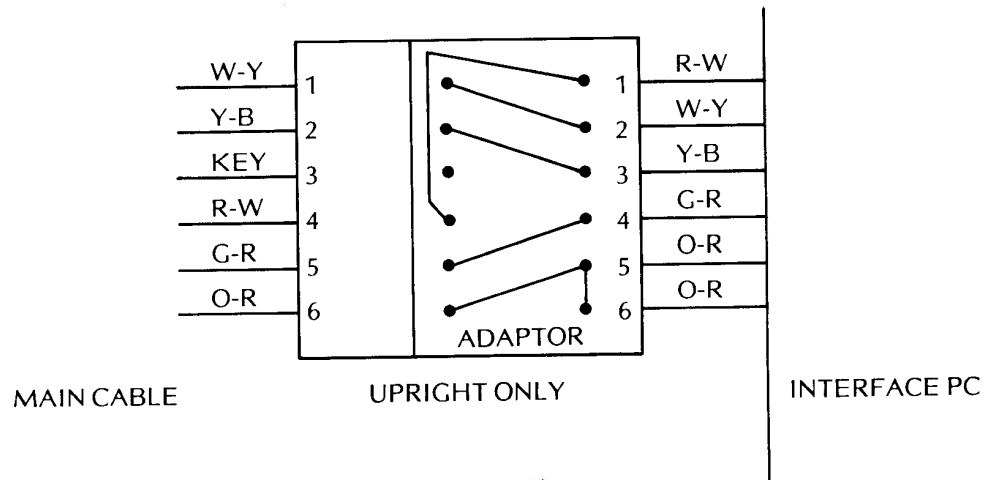 W-Y 1 1 R-W
Y-B 2 2 W-Y
KEY 3 3 Y-B
R-W 4 4 G-R
G-R 5 5 O-R
O-R 6 6 O-R
ADAPTOR
MAIN CABLE UPRIGHT ONLY INTERFACE PC